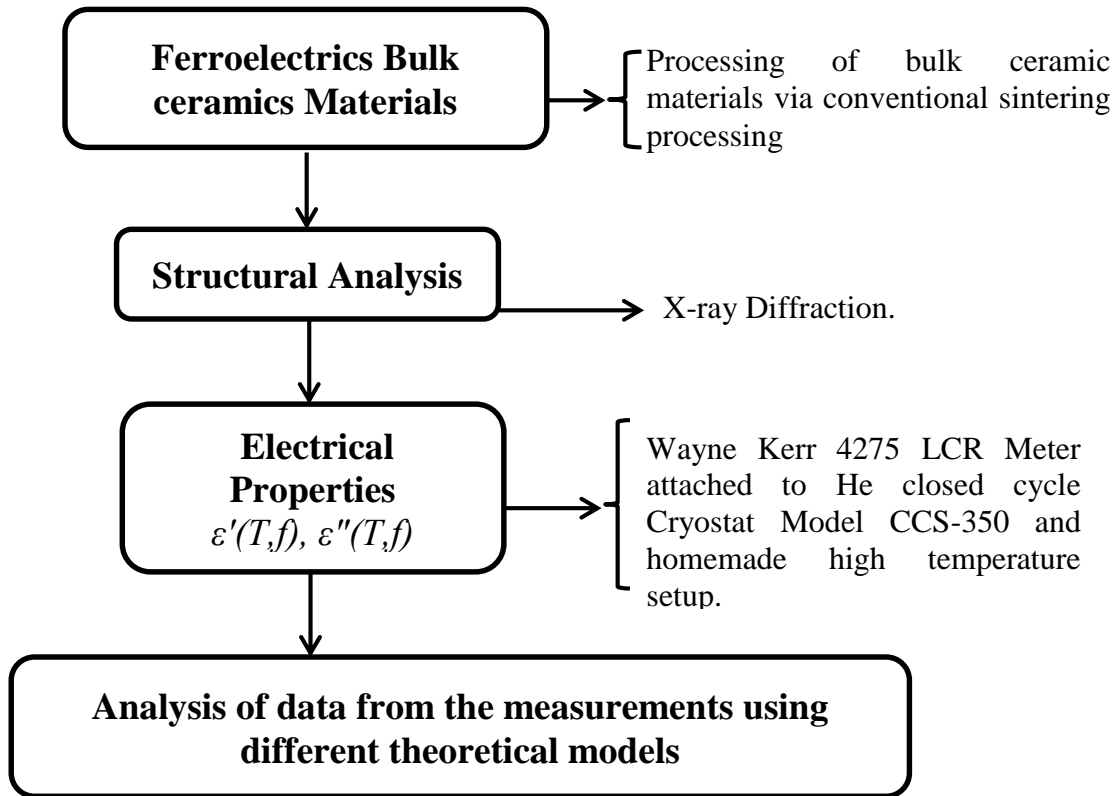 Ferroelectrics Bulk
ceramics Materials
Processing of bulk ceramic
materials via conventional sintering
processing
Structural Analysis
X-ray Diffraction.
Electrical
Properties
ε'(T,f), ε"(T,f)
Wayne Kerr 4275 LCR Meter
attached to He closed cycle
Cryostat Model CCS-350 and
homemade high temperature
setup.
Analysis of data from the measurements using
different theoretical models